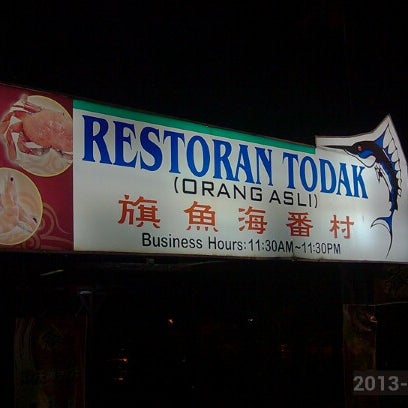 RESTORAN TODAK
(ORANG ASLI)
旗魚海番村
Business Hours: 11:30AM~11:30PM
2013-